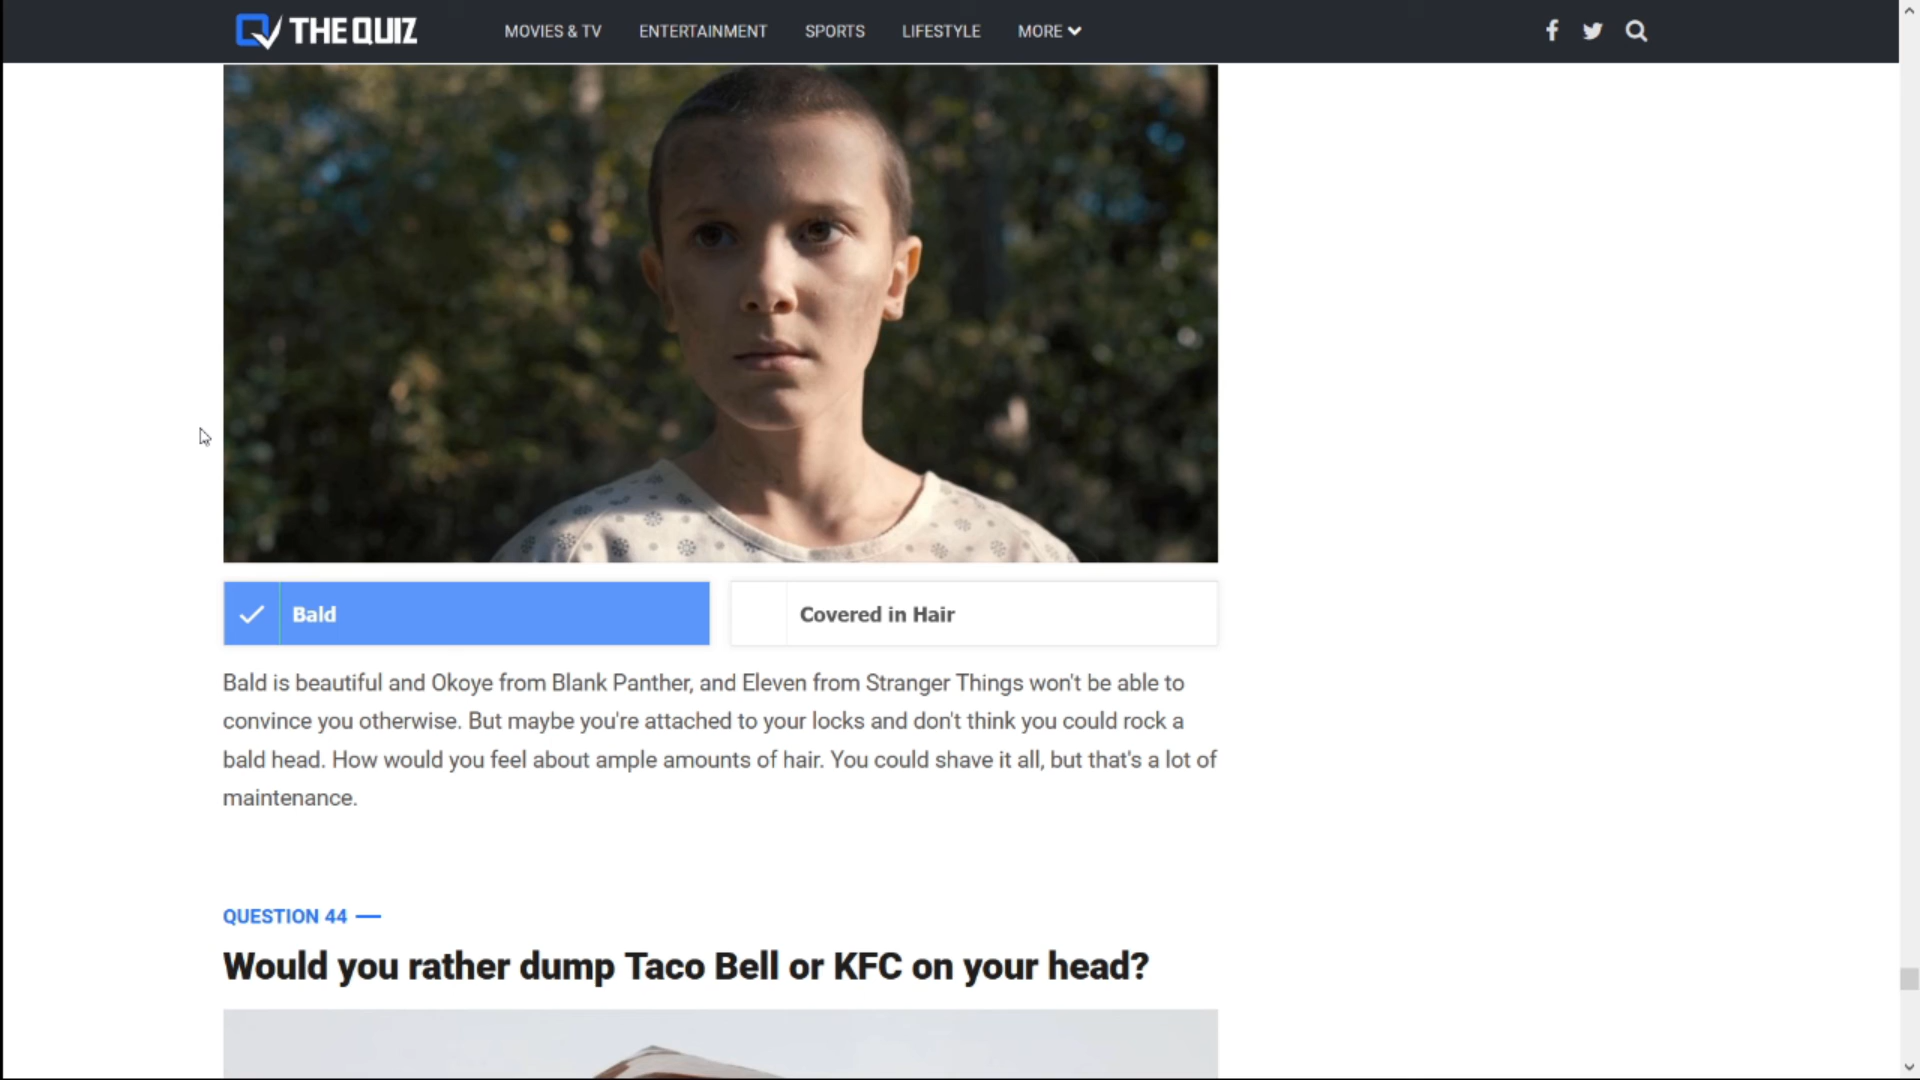 THE QUIZ
MOVIES & TV
ENTERTAINMENT
SPORTS
LIFESTYLE
MORE
Bald
Covered in Hair
Bald is beautiful and Okoye from Blank Panther, and Eleven from Stranger Things won't be able to
convince you otherwise. But maybe you're attached to your locks and don't think you could rock a
bald head. How would you feel about ample amounts of hair. You could shave it all, but that's a lot of
maintenance.
QUESTION 44
Would you rather dump Taco Bell or KFC on your head?